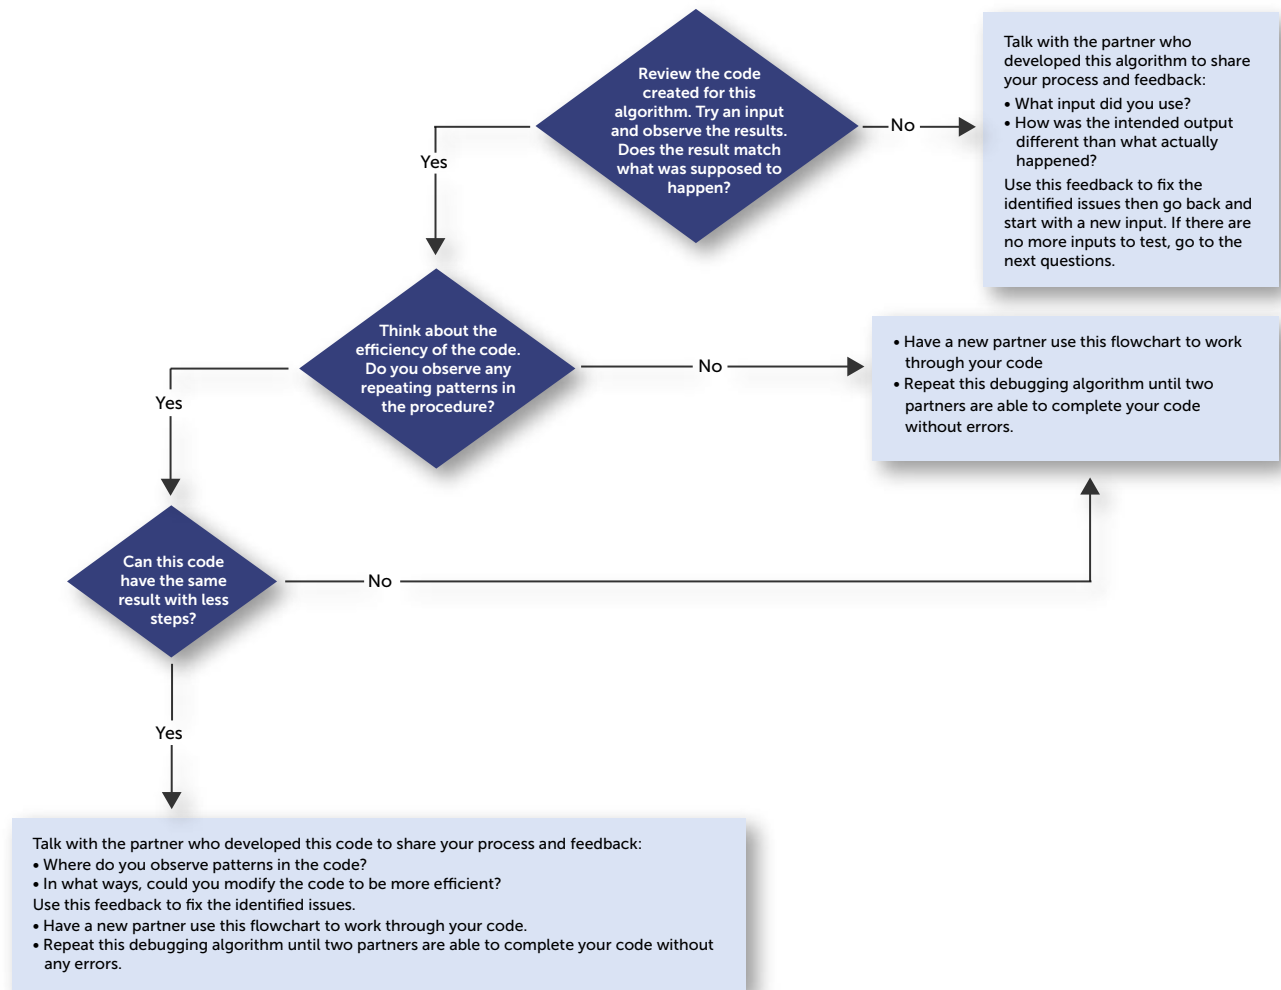 Review the code
created for this
algorithm. Try an input
and observe the results.
Does the result match
what was supposed to
happen?
No
Talk with the partner who
developed this algorithm to share
your process and feedback:
• What input did you use?
• How was the intended output
different than what actually
happened?
Use this feedback to fix the
identified issues then go back and
start with a new input. If there are
no more inputs to test, go to the
next questions.
Yes
Think about the
efficiency of the code.
Do you observe any
repeating patterns in
the procedure?
No
• Have a new partner use this flowchart to work
through your code
• Repeat this debugging algorithm until two
partners are able to complete your code
without errors.
Yes
Can this code
have the same
result with less
steps?
No
Yes
Talk with the partner who developed this code to share your process and feedback:
• Where do you observe patterns in the code?
• In what ways, could you modify the code to be more efficient?
Use this feedback to fix the identified issues.
• Have a new partner use this flowchart to work through your code.
• Repeat this debugging algorithm until two partners are able to complete your code without
any errors.